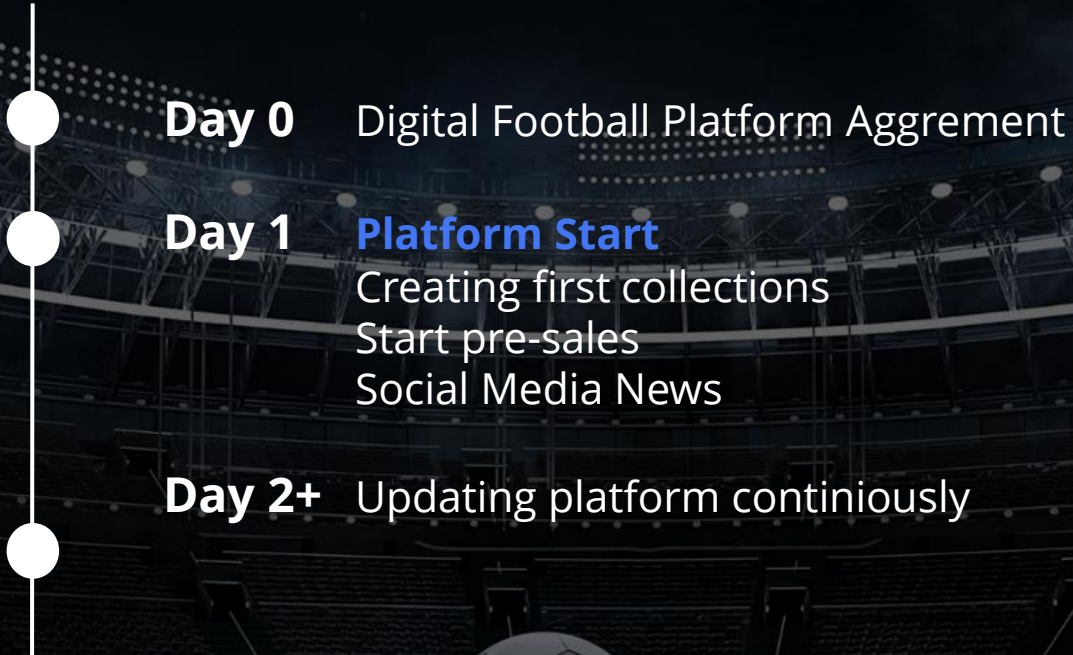 Day 0 Digital Football Platform Aggrement
Day 1 Platform Start
Creating first collections
Start pre-sales
Social Media News
Day 2+ Updating platform continiously